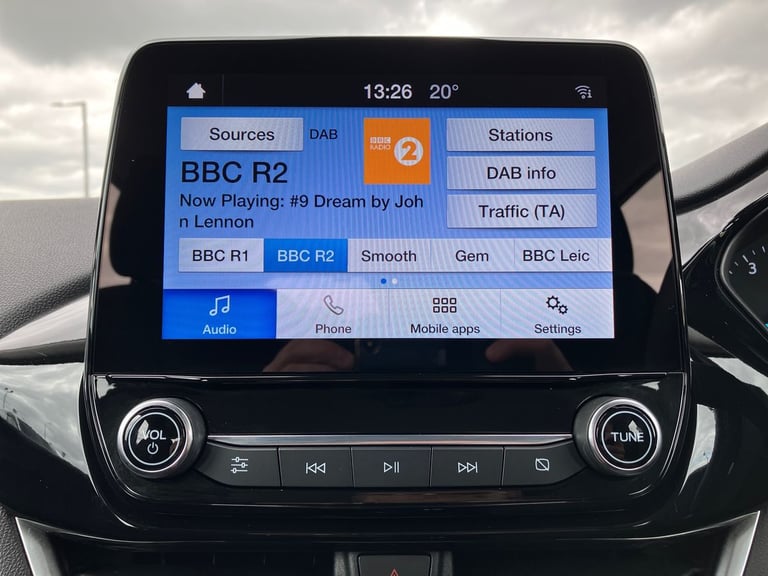 13:26 20°
Sources DAB
BBC RADIO 2
Stations
BBC R2
DAB info
Now Playing: #9 Dream by Joh
n Lennon
Traffic (TA)
BBC R1 BBC R2 Smooth Gem BBC Leic
Audio Phone Mobile apps Settings
VOL
TUNE
3